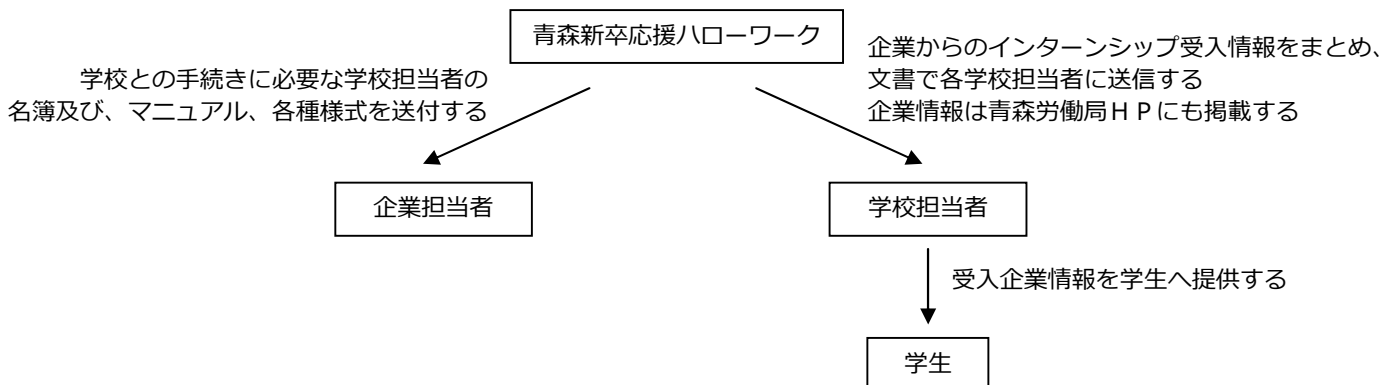 青森新卒応援ハローワーク
学校との手続きに必要な学校担当者の
名簿及び、マニュアル、各種様式を送付する
企業からのインターンシップ受入情報をまとめ、
文書で各学校担当者に送信する
企業情報は青森労働局ＨＰにも掲載する
企業担当者
学校担当者
受入企業情報を学生へ提供する
学生